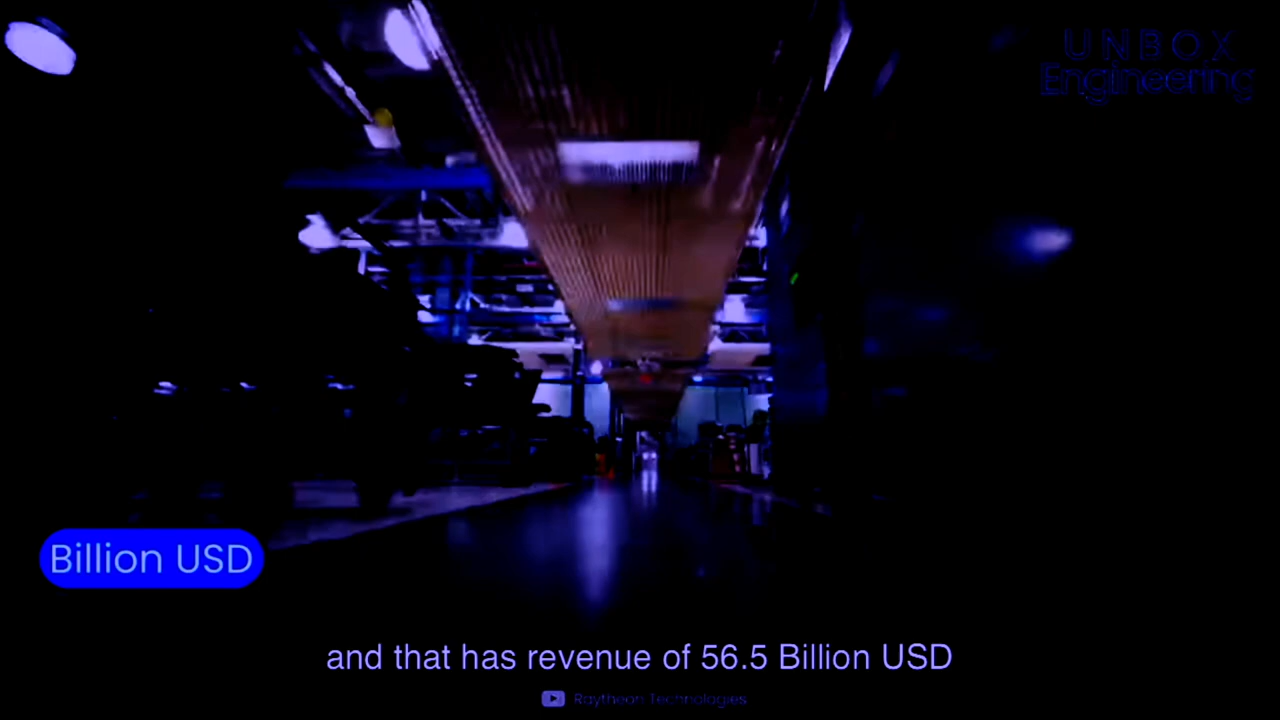 UNBOX
Engineering
Billion USD
and that has revenue of 56.5 Billion USD
Raytheon Technologies